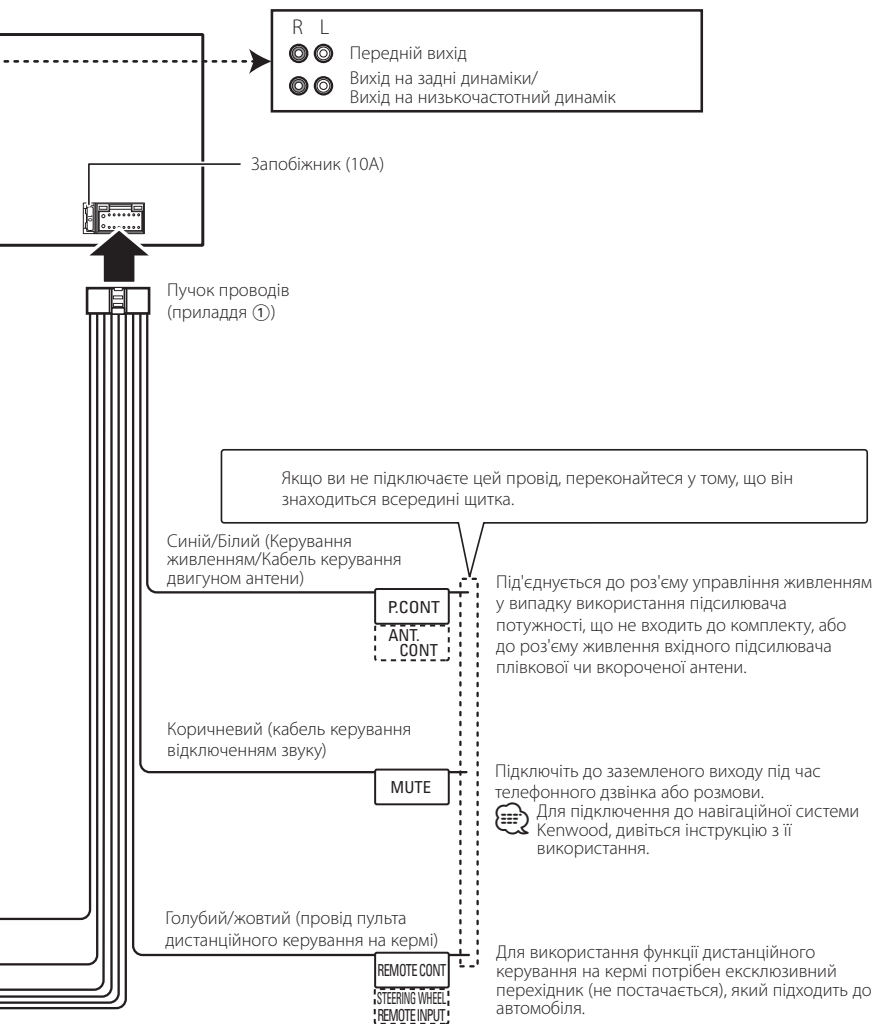 R L
Передній вихід
Вихід на задні динаміки/
Вихід на низькочастотний динамік
Запобіжник (10A)
Пучок проводів
(приладдя ①)
Якщо ви не підключаєте цей провід, переконайтеся у тому, що він
знаходиться всередині щитка.
Синій/Білий (Керування
живленням/Кабель керування
двигуном антени)
P.CONT
ANT.
CONT
Під'єднується до роз'єму управління живленням
у випадку використання підсилювача
потужності, що не входить до комплекту, або
до роз'єму живлення вхідного підсилювача
плівкової чи вкороченої антени.
Коричневий (кабель керування
відключенням звуку)
MUTE
Підключіть до заземленого виходу під час
телефонного дзвінка або розмови.
Для підключення до навігаційної системи
Kenwood, дивіться інструкцію з її
використання.
Голубий/жовтий (провід пульта
дистанційного керування на кермі)
REMOTE CONT
STEERING WHEEL
REMOTE INPUT
Для використання функції дистанційного
керування на кермі потрібен ексклюзивний
перехідник (не постачається), який підходить до
автомобіля.